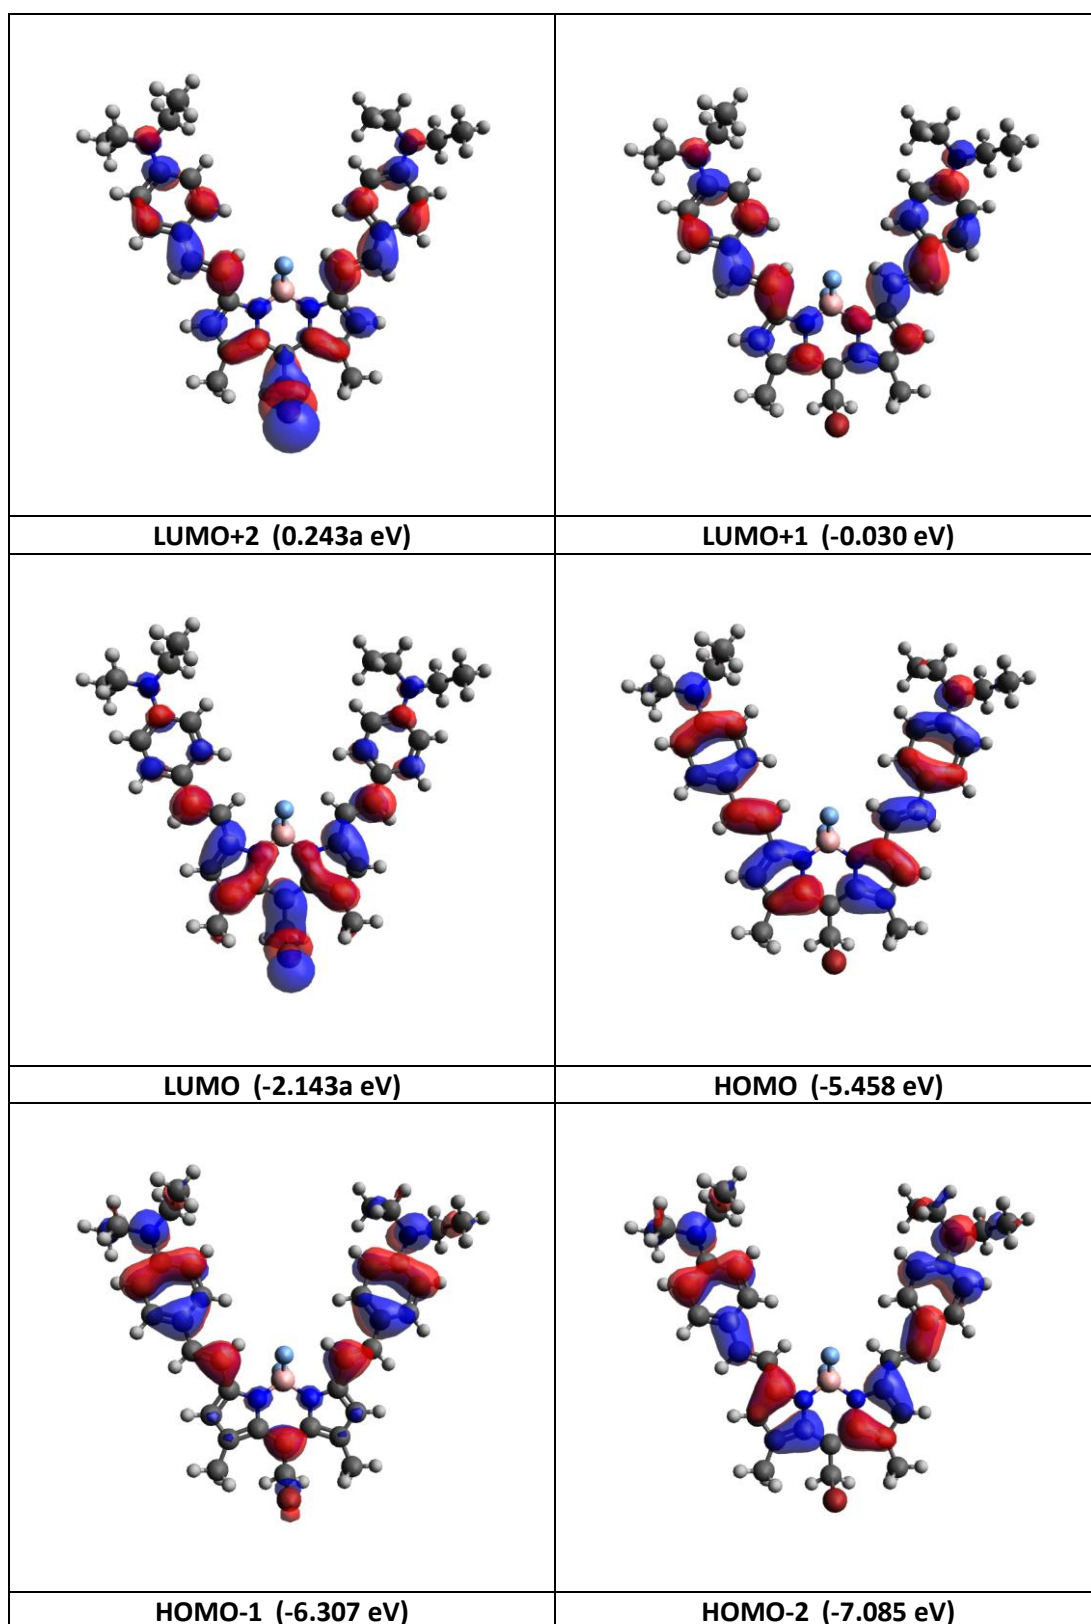 LUMO+2 (0.243a eV)
LUMO+1 (-0.030 eV)
LUMO (-2.143a eV)
HOMO (-5.458 eV)
HOMO-1 (-6.307 eV)
HOMO-2 (-7.085 eV)